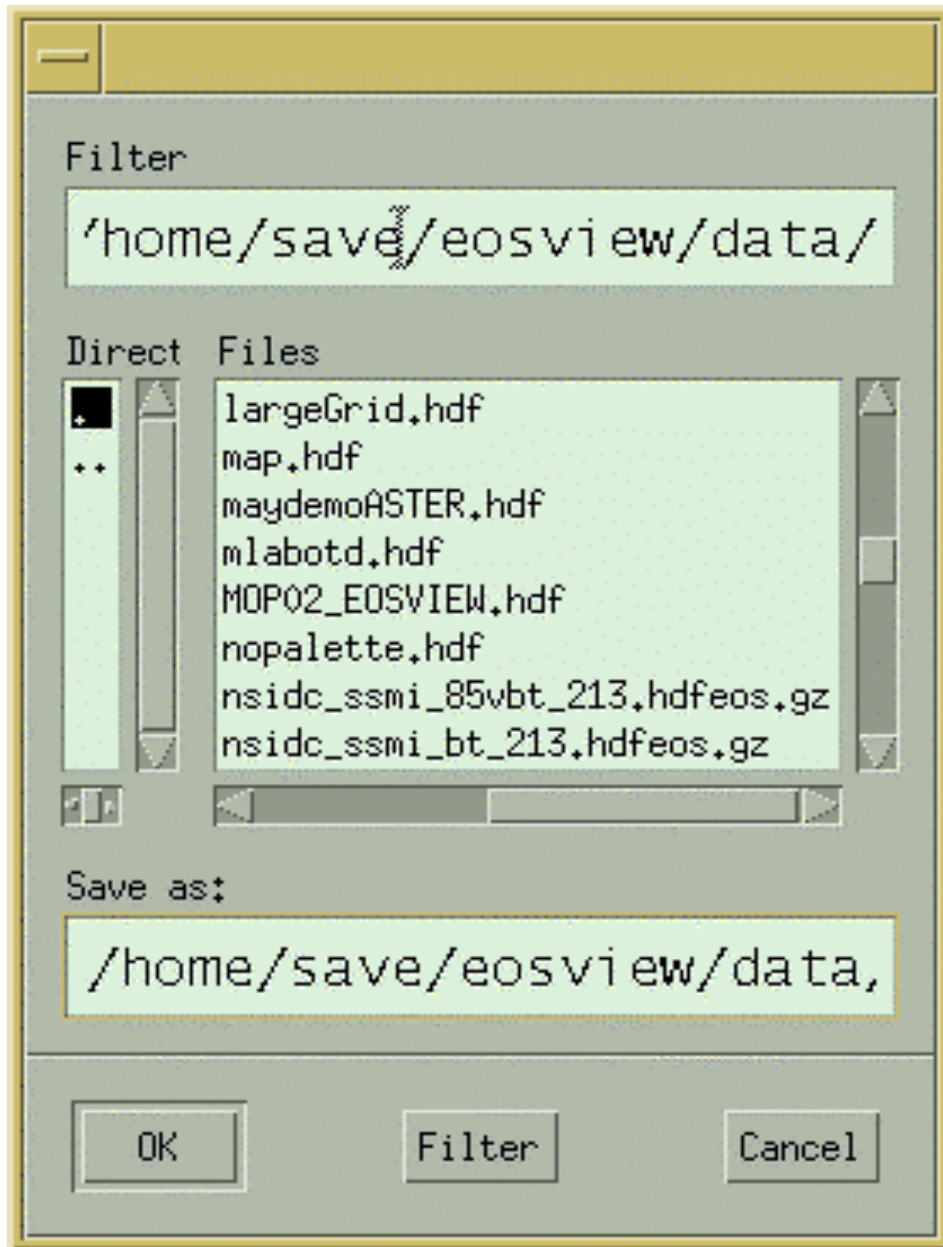 Filter
/home/save/eosview/data/
Direct Files
.
..
largeGrid.hdf
map.hdf
maydemoASTER.hdf
mlabotd.hdf
MOP02_EOSVIEW.hdf
nopalette.hdf
nsidc_ssmi_85vbt_213.hdfeos.gz
nsidc_ssmi_bt_213.hdfeos.gz
Save as:
/home/save/eosview/data,
OK Filter Cancel